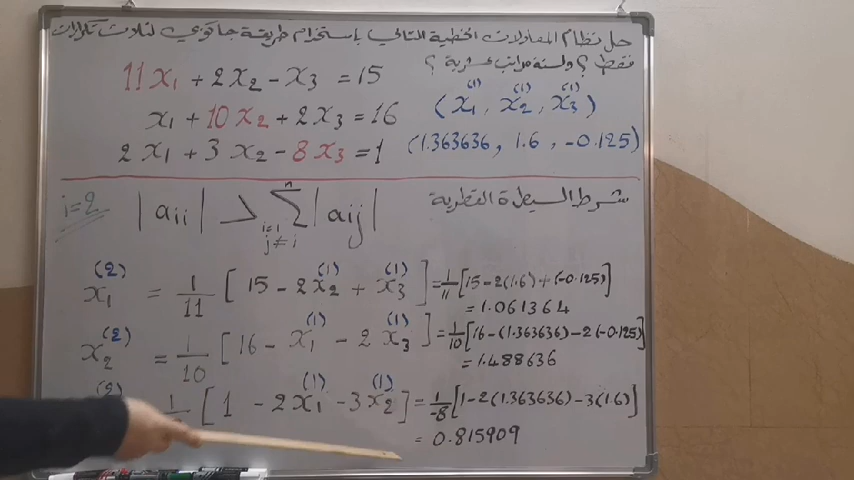 حل نظام المعادلات الخطية التالي بإستخدام طريقة جاكوبي لثلاث تكرارات
فقط ؟ ولستة مراتب عشرية ؟
11x₁ + 2x₂ - x₃ = 15
x₁ + 10x₂ + 2x₃ = 16
2x₁ + 3x₂ - 8x₃ = 1
(x₁⁽¹⁾, x₂⁽¹⁾, x₃⁽¹⁾)
(1.363636, 1.6, -0.125)
شرط السيطرة القطرية
i=2
|aii| > Σ |aij|
n
i=1
j≠i
x₁⁽²⁾ = 1/11 [15 - 2x₂⁽¹⁾ + x₃⁽¹⁾] = 1/11 [15-2(1.6)+(-0.125)]
= 1.061364
x₂⁽²⁾ = 1/10 [16 - x₁⁽¹⁾ - 2x₃⁽¹⁾] = 1/10 [16-(1.363636)-2(-0.125)]
= 1.488636
[1 - 2x₁⁽¹⁾ - 3x₂⁽¹⁾] = 1/-8 [1-2(1.363636)-3(1.6)]
= 0.815909